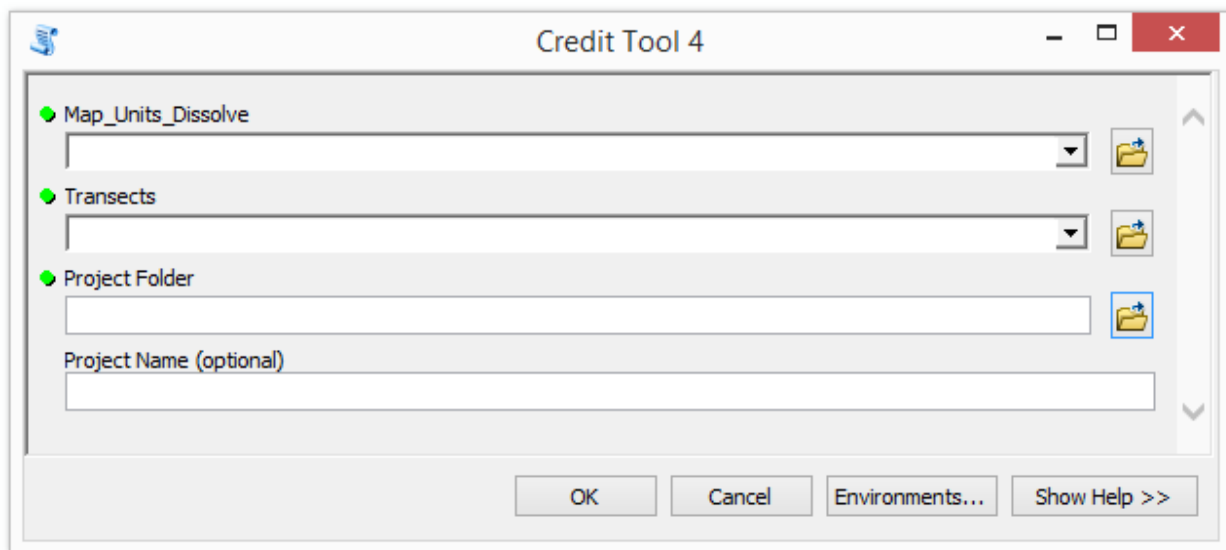 Credit Tool 4
Map_Units_Dissolve
Transects
Project Folder
Project Name (optional)
OK Cancel Environments... Show Help >>